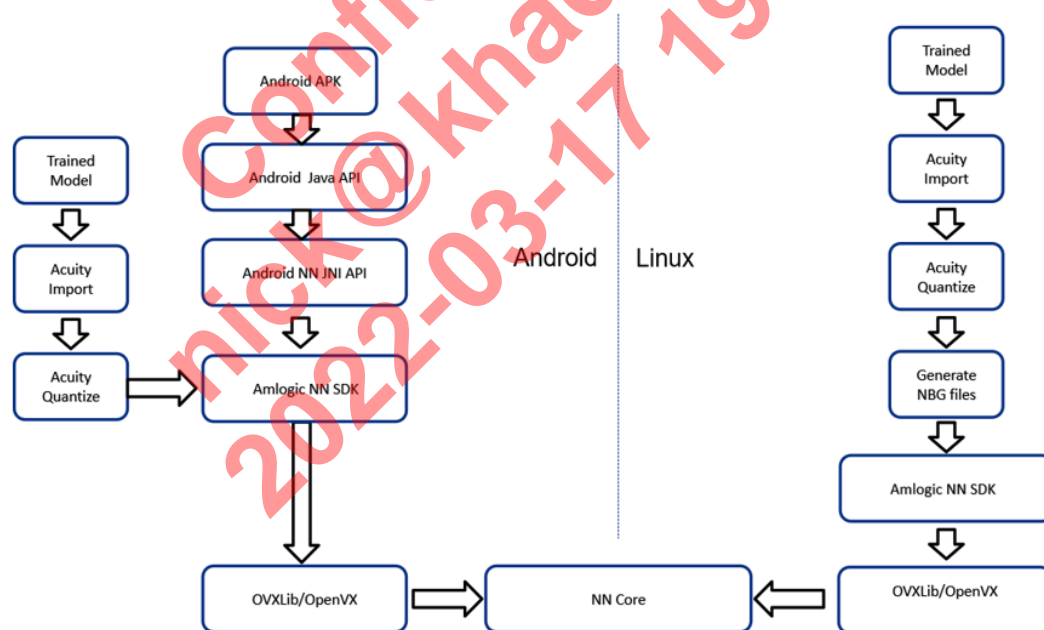 Android APK
Android Java API
Android NN JNI API
Amlogic NN SDK
OVXLib/OpenVX
Trained
Model
Acuity
Import
Acuity
Quantize
Android
Linux
NN Core
Trained
Model
Acuity
Import
Acuity
Quantize
Generate
NBG files
Amlogic NN SDK
OVXLib/OpenVX
nick@khad
2022-03-17 19